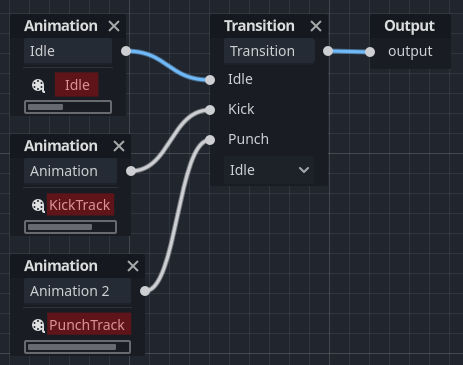 Animation
Idle
Idle
Animation
Animation
KickTrack
Animation
Animation 2
PunchTrack
Transition
Transition
Idle
Kick
Punch
Idle
Output
output